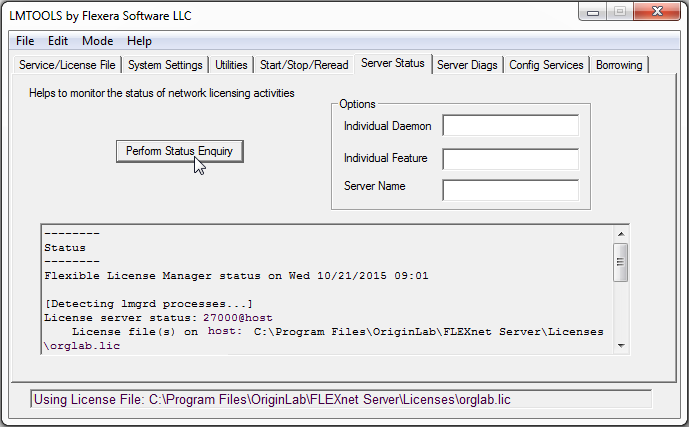 LMTOOLS by Flexera Software LLC
File Edit Mode Help
Service/License File System Settings Utilities Start/Stop/Reread Server Status Server Diags Config Services Borrowing
Helps to monitor the status of network licensing activities
Options
Individual Daemon
Perform Status Enquiry
Individual Feature
Server Name
--------
Status
--------
Flexible License Manager status on Wed 10/21/2015 09:01
[Detecting lmgrd processes...]
License server status: 27000@host
License file(s) on host: C:\Program Files\OriginLab\FLEXnet Server\Licenses
\orglab.lic
Using License File: C:\Program Files\OriginLab\FLEXnet Server\Licenses\orglab.lic